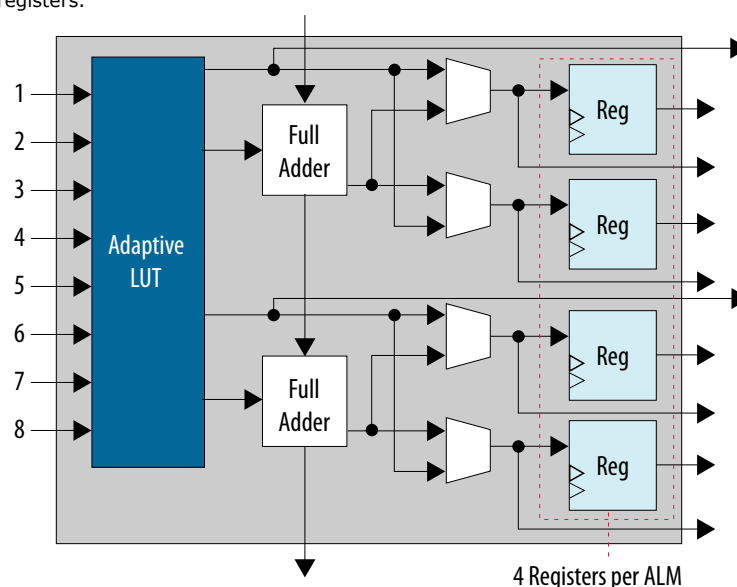 registers.
1
2
3
4
5
6
7
8
Adaptive
LUT
Full
Adder
Full
Adder
Reg
Reg
Reg
Reg
4 Registers per ALM